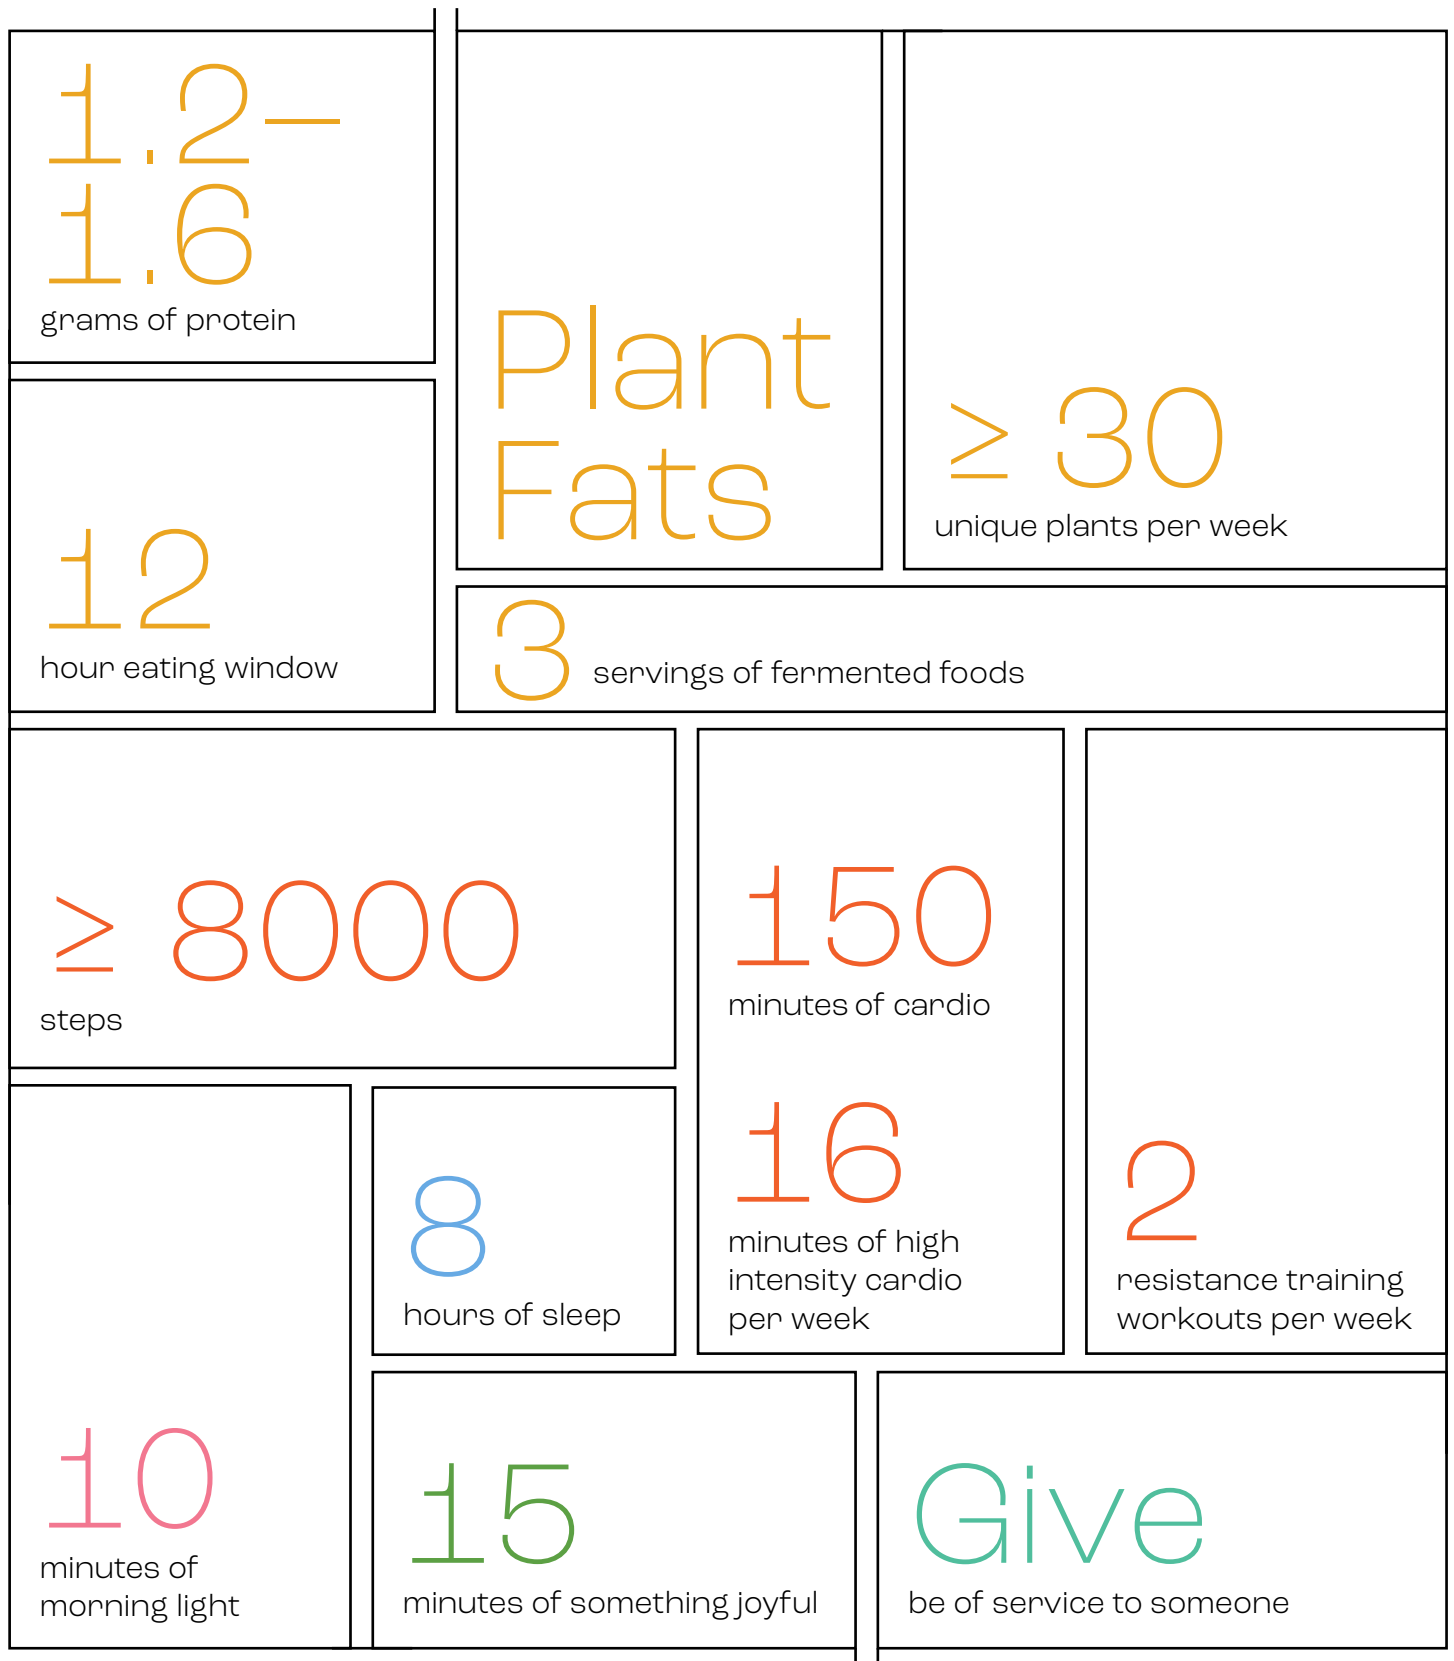 1.2–
1.6
grams of protein
Plant
Fats
≥ 30
unique plants per week
12
hour eating window
3 servings of fermented foods
≥ 8000
steps
150
minutes of cardio
16
minutes of high
intensity cardio
per week
2
resistance training
workouts per week
8
hours of sleep
10
minutes of
morning light
15
minutes of something joyful
Give
be of service to someone